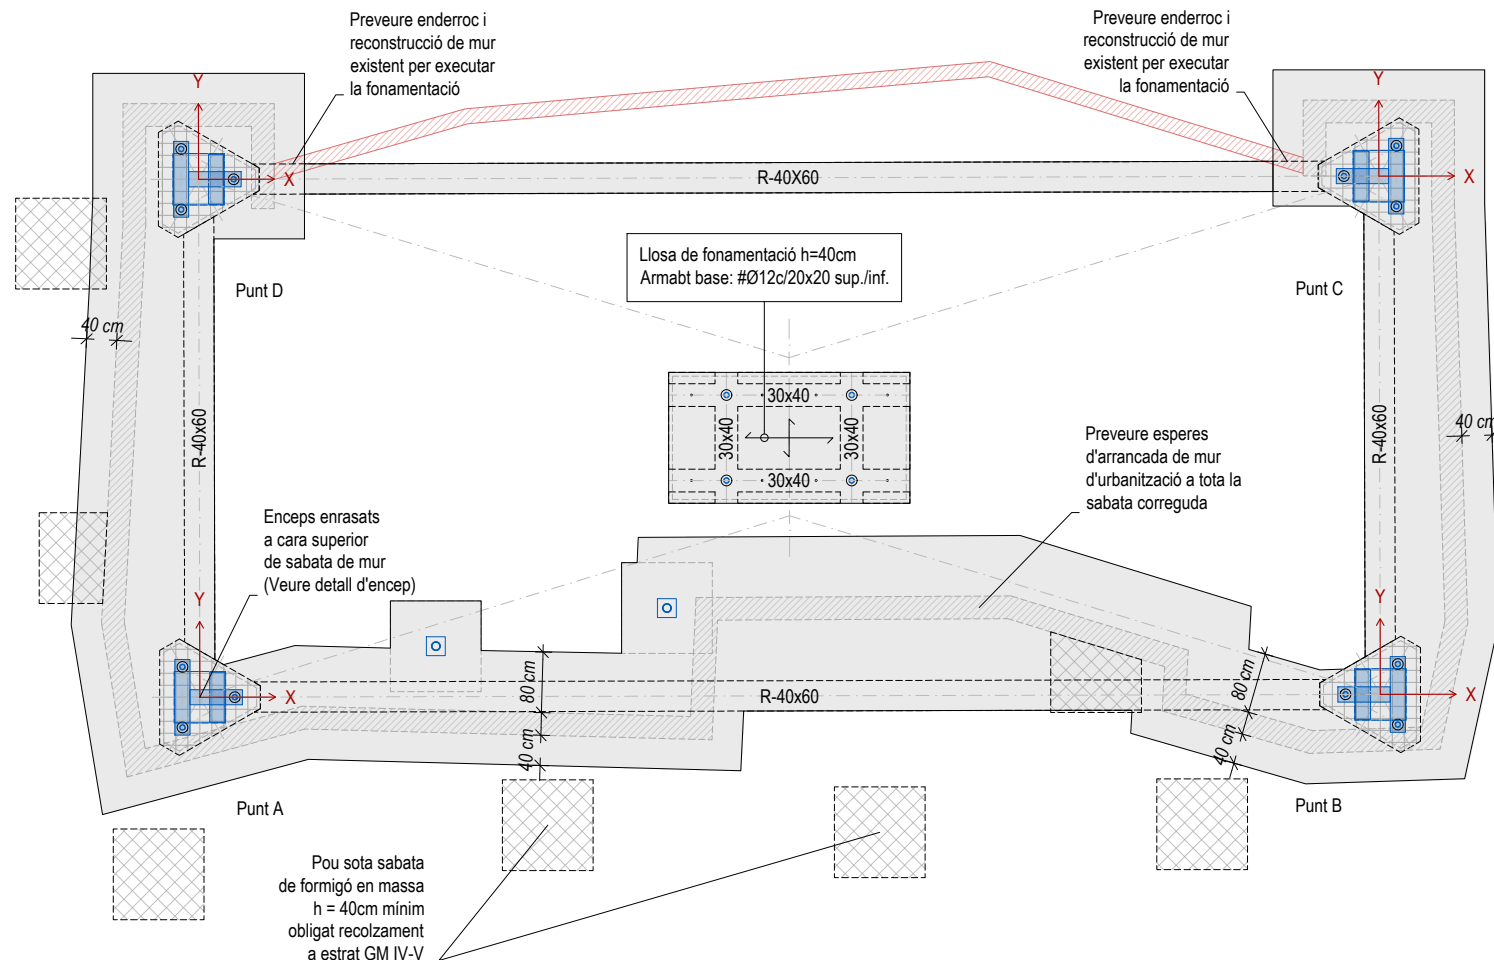 Preveure enderroc i
reconstrucció de mur
existent per executar
la fonamentació
Preveure enderroc i
reconstrucció de mur
existent per executar
la fonamentació
Y
X
Y
X
R-40X60
Llosa de fonamentació h=40cm
Armabt base: #Ø12c/20x20 sup./inf.
Punt D
Punt C
40 cm
30x40
30x40
30x40
30x40
R-40x60
R-40x60
40 cm
Preveure esperes
d'arrancada de mur
d'urbanització a tota la
sabata correguda
Enceps enrasats
a cara superior
de sabata de mur
(Veure detall d'encep)
Y
X
Y
X
80 cm
40 cm
R-40x60
80 cm
40 cm
Punt A
Punt B
Pou sota sabata
de formigó en massa
h = 40cm mínim
obligat recolzament
a estrat GM IV-V